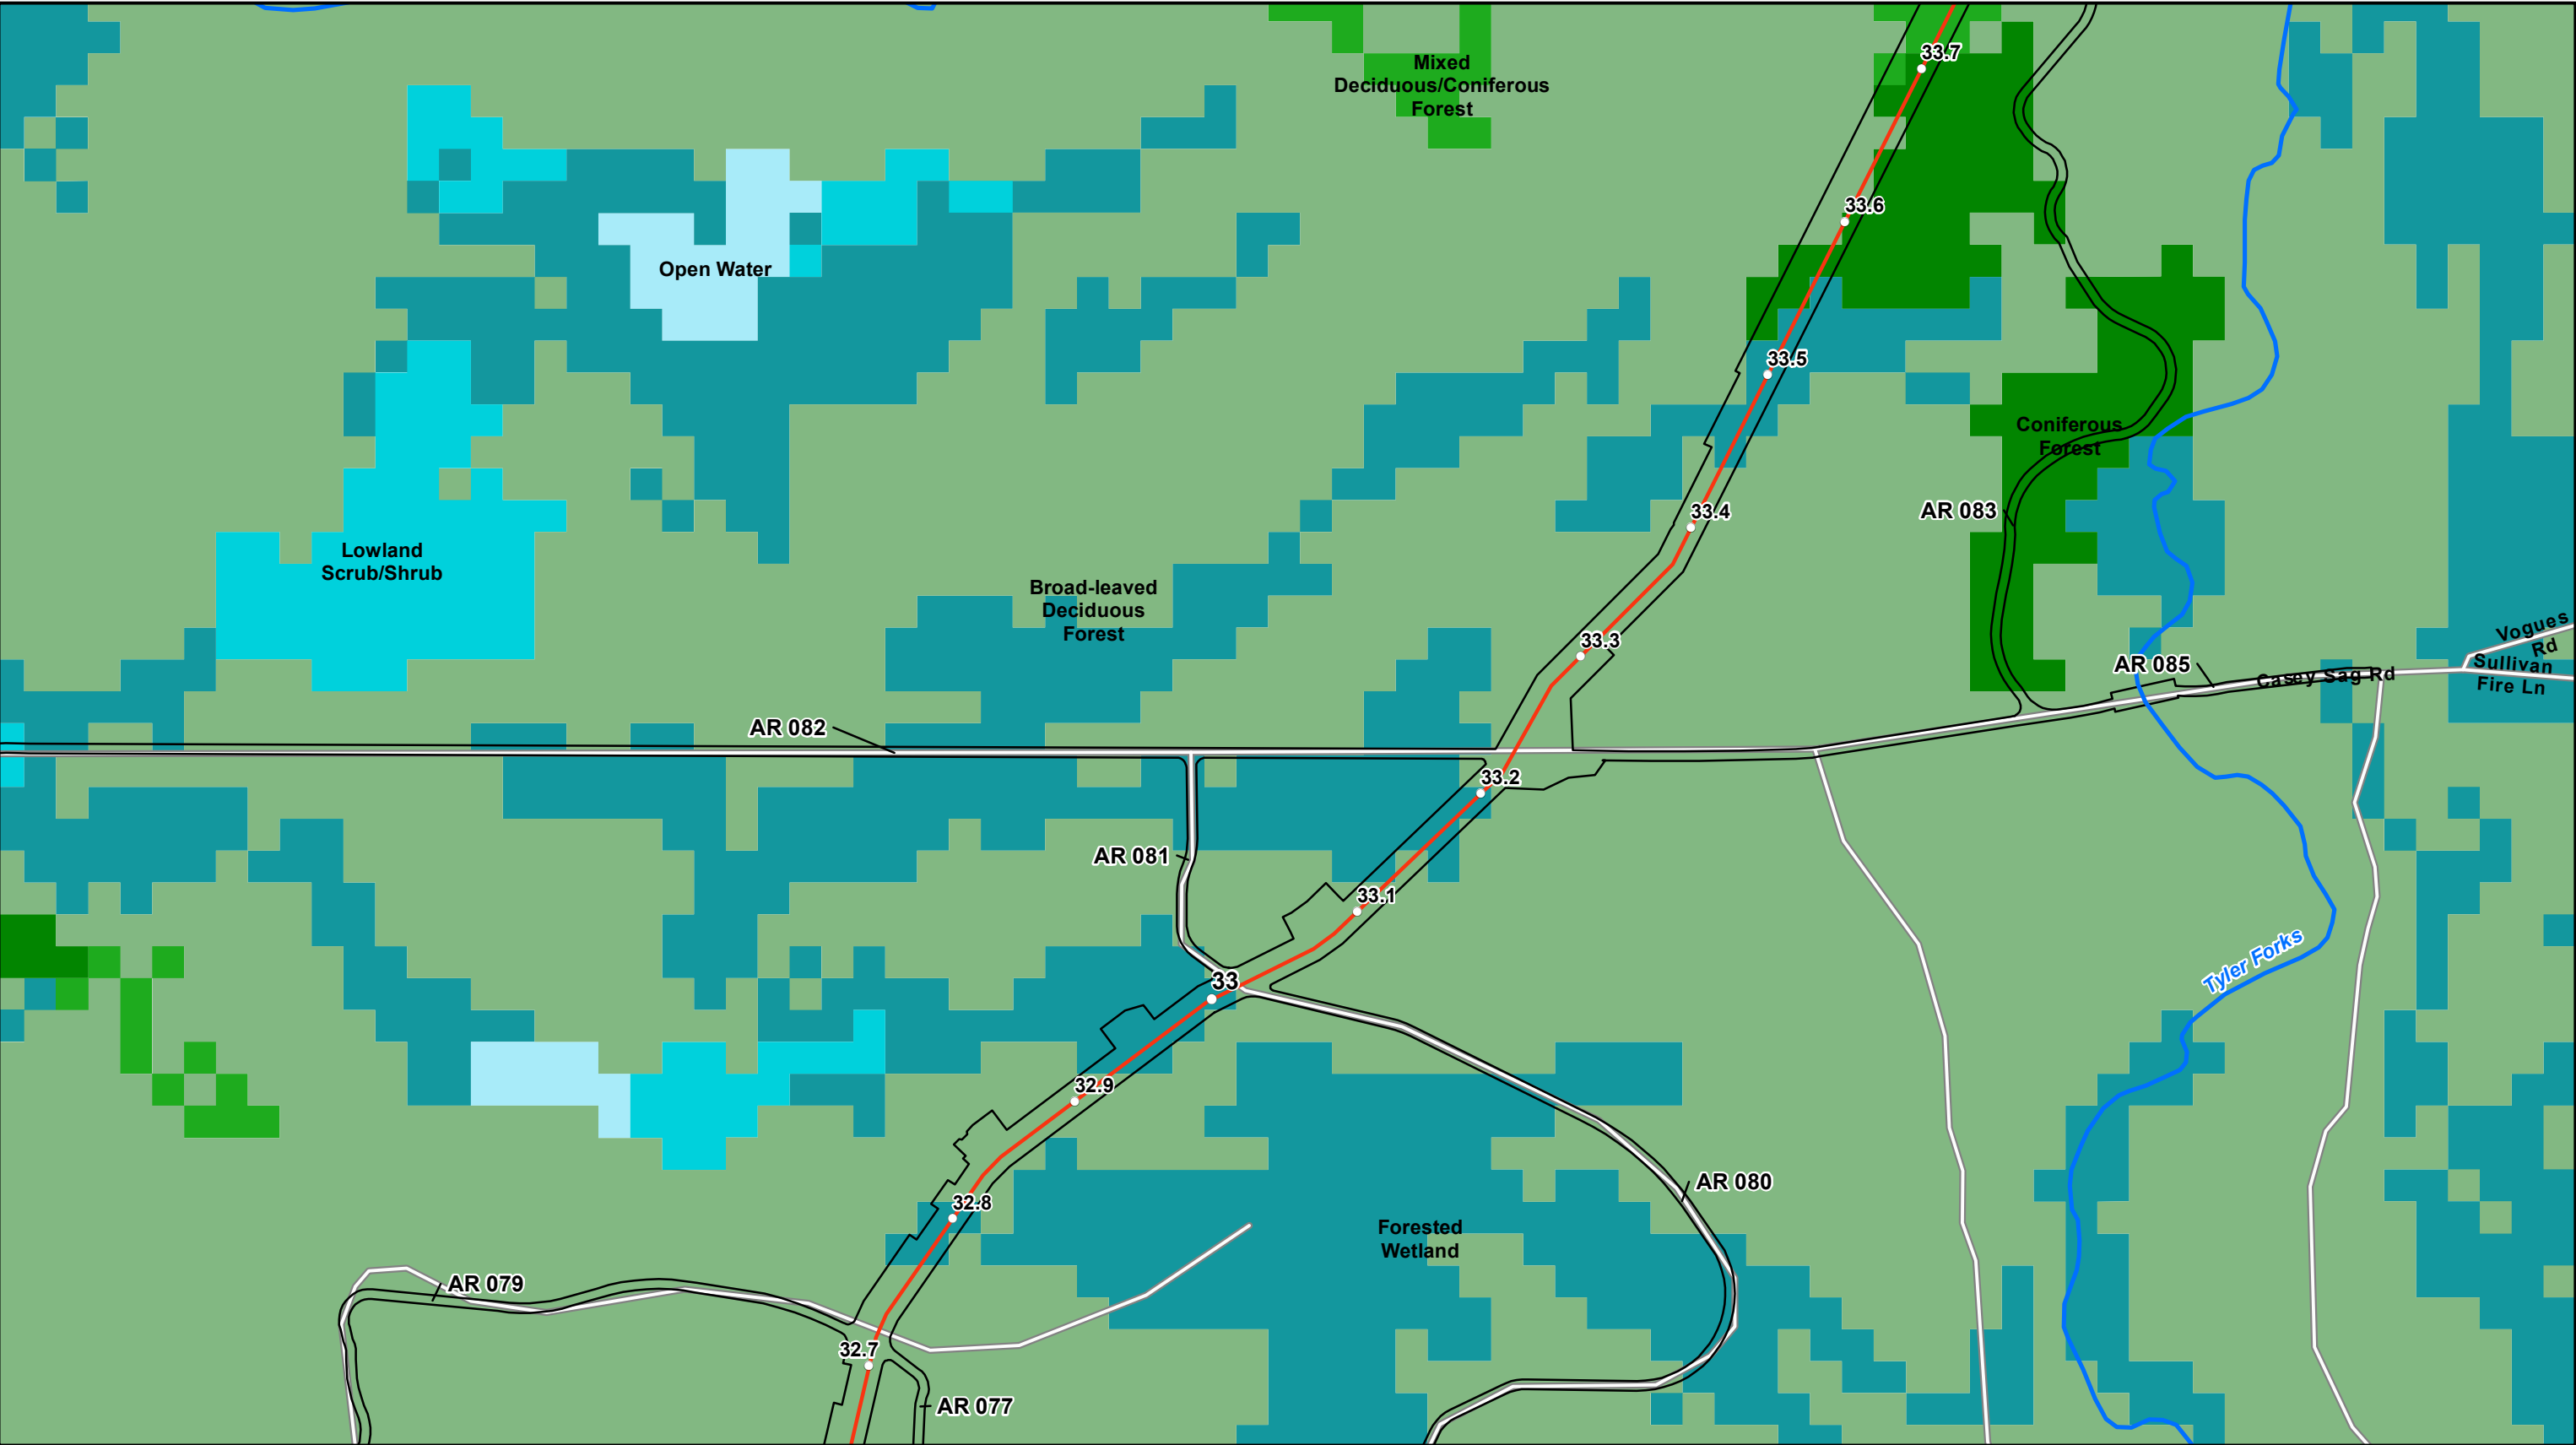 33.7
Mixed
Deciduous/Coniferous
Forest
33.6
Open Water
33.5
Coniferous
Forest
AR 083
33.4
Lowland
Scrub/Shrub
Broad-leaved
Deciduous
Forest
33.3
Vogues
Rd
AR 085
Sullivan
Fire Ln
Casey Sag Rd
AR 082
33.2
AR 081
33.1
Tyler Forks
33
32.9
AR 080
32.8
Forested
Wetland
AR 079
32.7
AR 077